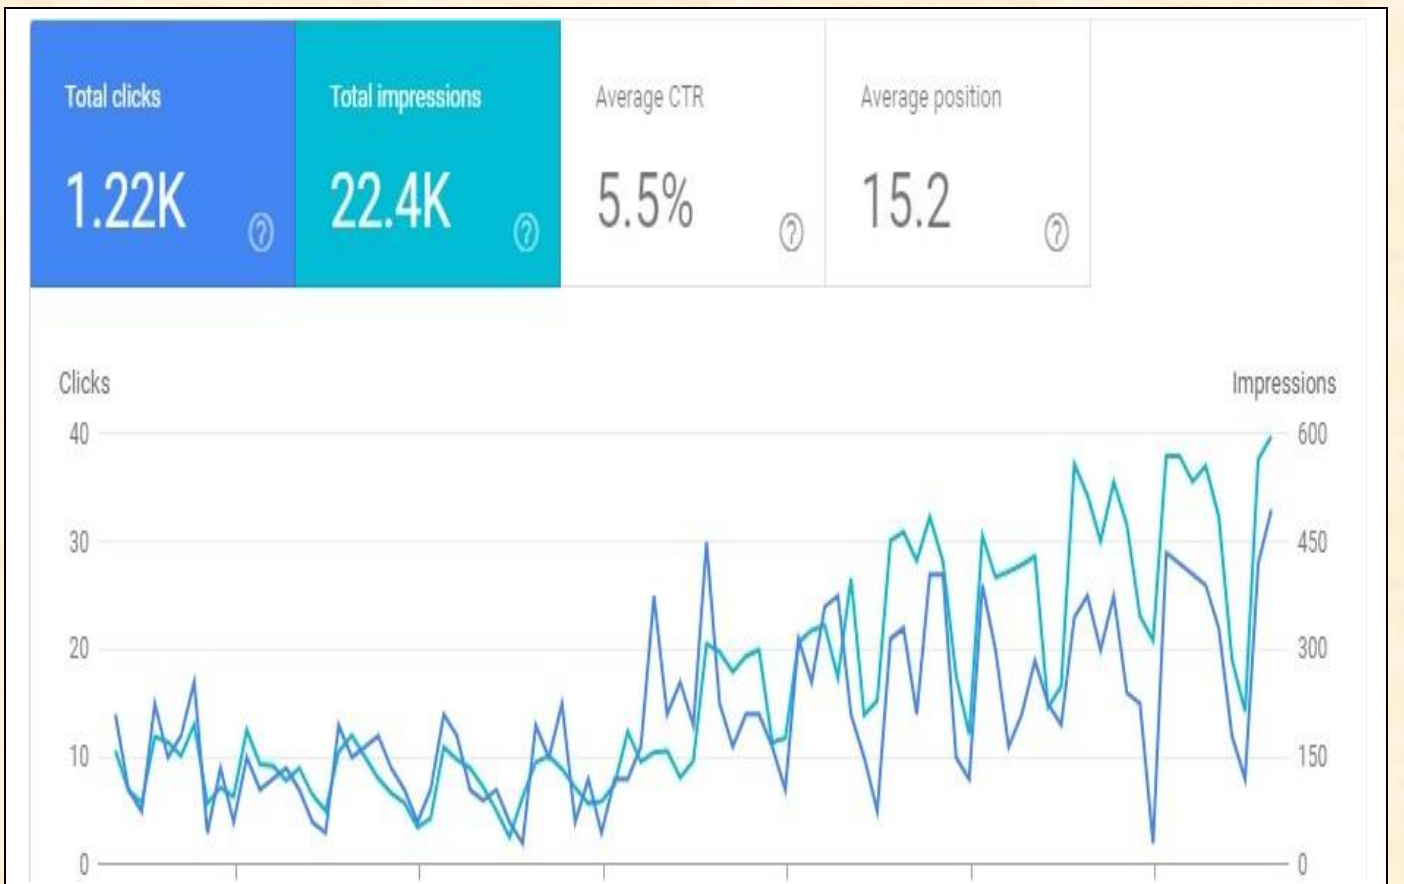 Total clicks Total impressions Average CTR Average position
1.22K 22.4K 5.5% 15.2
? ? ? ?
Clicks Impressions
40 600
30 450
20 300
10 150
0 0